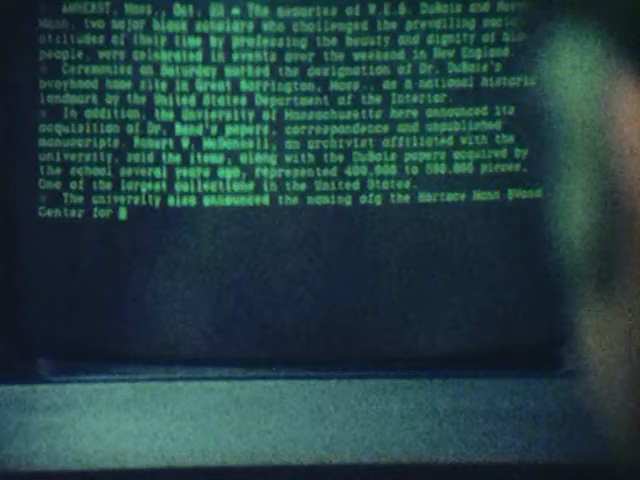 AMHERST, Mass., Oct. — The memories of W.E.B. DuBois and
Mann, two major black scholars who challenged the prevailing
attitudes of their time by professing the beauty and dignity of
people, were celebrated in events over the weekend in New England.
Ceremonies on Saturday marked the designation of Dr. DuBois's
boyhood home site in Great Barrington, Mass., as a national historic
landmark by the United States Department of the Interior.
In addition, the University of Massachusetts here announced its
acquisition of Dr. papers, correspondence and unpublished
manuscripts. Robert W. an archivist affiliated with the
university, said the items, along with the DuBois papers acquired by
the school several years ago, represented 400,000 to 500,000 pieces.
One of the largest collections in the United States.
The university also announced the naming ofg the Horace Mann Bond
Center for